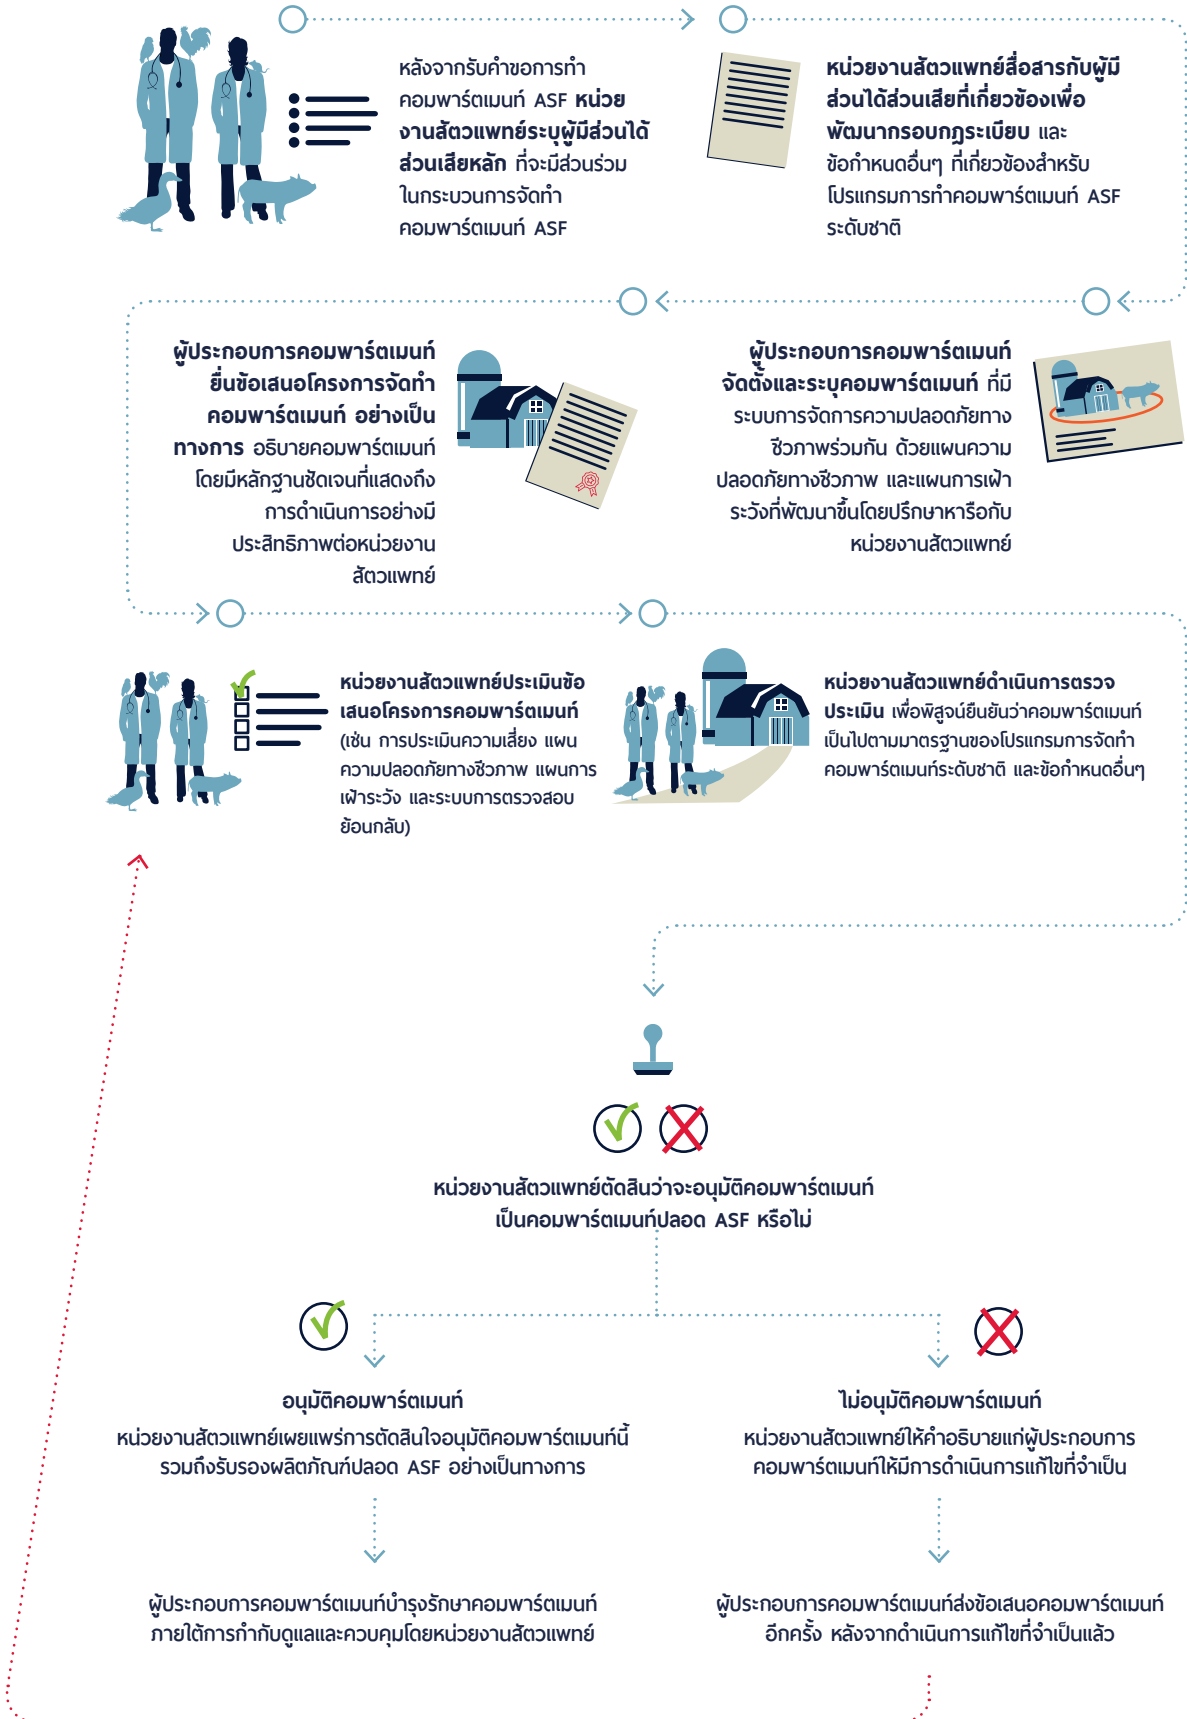 หลังจากรับคำขอการทำ
คอมพาร์ตเมนท์ ASF หน่วย
งานสัตวแพทย์ระบุผู้มีส่วนได้
ส่วนเสียหลัก ที่จะมีส่วนร่วม
ในกระบวนการจัดทำ
คอมพาร์ตเมนท์ ASF
หน่วยงานสัตวแพทย์สื่อสารกับผู้มี
ส่วนได้ส่วนเสียที่เกี่ยวข้องเพื่อ
พัฒนากรอบกฎระเบียบ และ
ข้อกำหนดอื่นๆ ที่เกี่ยวข้องสำหรับ
โปรแกรมการทำคอมพาร์ตเมนท์ ASF
ระดับชาติ
ผู้ประกอบการคอมพาร์ตเมนท์
จัดตั้งและระบุคอมพาร์ตเมนท์ ที่มี
ระบบการจัดการความปลอดภัยทาง
ชีวภาพร่วมกัน ด้วยแผนความ
ปลอดภัยทางชีวภาพ และแผนการเฝ้า
ระวังที่พัฒนาขึ้นโดยปรึกษาหารือกับ
หน่วยงานสัตวแพทย์
ผู้ประกอบการคอมพาร์ตเมนท์
ยื่นข้อเสนอโครงการจัดทำ
คอมพาร์ตเมนท์ อย่างเป็น
ทางการ อธิบายคอมพาร์ตเมนท์
โดยมีหลักฐานชัดเจนที่แสดงถึง
การดำเนินการอย่างมี
ประสิทธิภาพต่อหน่วยงาน
สัตวแพทย์
หน่วยงานสัตวแพทย์ประเมินข้อ
เสนอโครงการคอมพาร์ตเมนท์
(เช่น การประเมินความเสี่ยง แผน
ความปลอดภัยทางชีวภาพ แผนการ
เฝ้าระวัง และระบบการตรวจสอบ
ย้อนกลับ)
หน่วยงานสัตวแพทย์ดำเนินการตรวจ
ประเมิน เพื่อพิสูจน์ยืนยันว่าคอมพาร์ตเมนท์
เป็นไปตามมาตรฐานของโปรแกรมการจัดทำ
คอมพาร์ตเมนท์ระดับชาติ และข้อกำหนดอื่นๆ
หน่วยงานสัตวแพทย์ตัดสินว่าจะอนุมัติคอมพาร์ตเมนท์
เป็นคอมพาร์ตเมนท์ปลอด ASF หรือไม่
อนุมัติคอมพาร์ตเมนท์
หน่วยงานสัตวแพทย์เผยแพร่การตัดสินใจอนุมัติคอมพาร์ตเมนท์นี้
รวมถึงรับรองผลิตภัณฑ์ปลอด ASF อย่างเป็นทางการ
ผู้ประกอบการคอมพาร์ตเมนท์บำรุงรักษาคอมพาร์ตเมนท์
ภายใต้การกำกับดูแลและควบคุมโดยหน่วยงานสัตวแพทย์
ไม่อนุมัติคอมพาร์ตเมนท์
หน่วยงานสัตวแพทย์ให้คำอธิบายแก่ผู้ประกอบการ
คอมพาร์ตเมนท์ให้มีการดำเนินการแก้ไขที่จำเป็น
ผู้ประกอบการคอมพาร์ตเมนท์ส่งข้อเสนอคอมพาร์ตเมนท์
อีกครั้ง หลังจากดำเนินการแก้ไขที่จำเป็นแล้ว